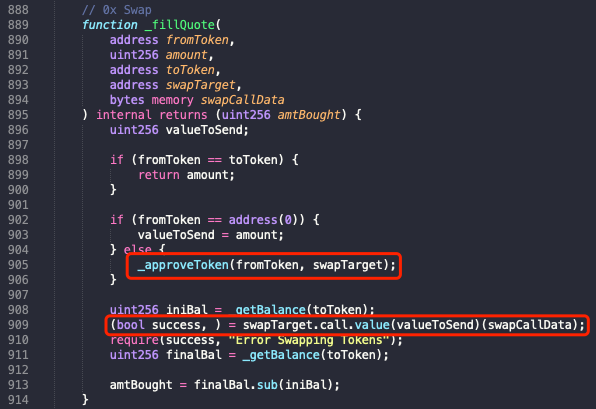 888 // 0x Swap
889 function _fillQuote(
890 address fromToken,
891 uint256 amount,
892 address toToken,
893 address swapTarget,
894 bytes memory swapCallData
895 ) internal returns (uint256 amtBought) {
896 uint256 valueToSend;
897
898 if (fromToken == toToken) {
899 return amount;
900 }
901
902 if (fromToken == address(0)) {
903 valueToSend = amount;
904 } else {
905 _approveToken(fromToken, swapTarget);
906 }
907
908 uint256 iniBal = _getBalance(toToken);
909 (bool success, ) = swapTarget.call.value(valueToSend)(swapCallData);
910 require(success, "Error Swapping Tokens");
911 uint256 finalBal = _getBalance(toToken);
912
913 amtBought = finalBal.sub(iniBal);
914 }